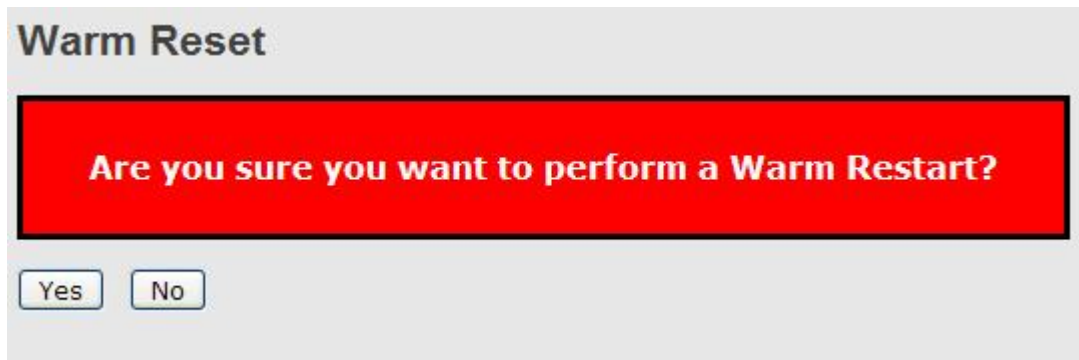 Warm Reset
Are you sure you want to perform a Warm Restart?
Yes No